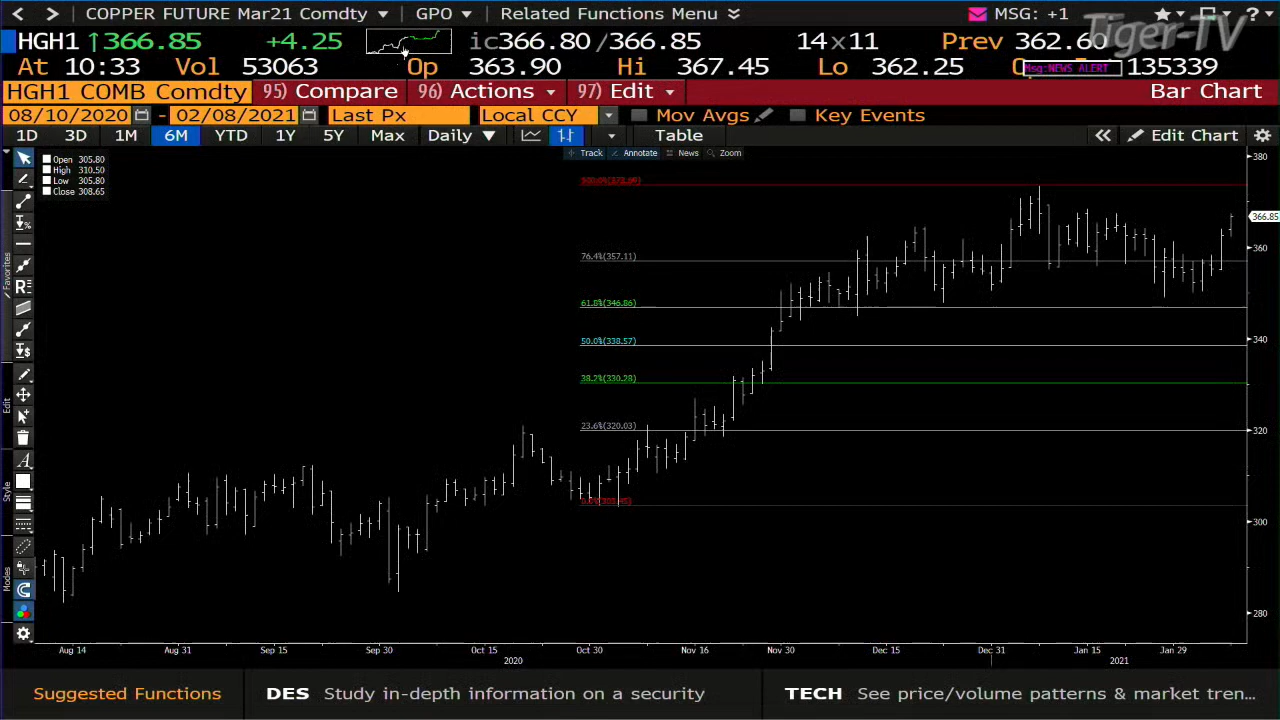 COPPER FUTURE Mar21 Comdty GPO Related Functions Menu MSG: +1
Tiger-TV
HGH1 ↑366.85 +4.25 ic366.80/366.85 14x11 Prev 362.60
At 10:33 Vol 53063 Op 363.90 Hi 367.45 Lo 362.25 135339
Msg:NEWS ALERT
HGH1 COMB Comdty 95) Compare 96) Actions 97) Edit Bar Chart
08/10/2020 - 02/08/2021 Last Px Local CCY Mov Avgs Key Events
1D 3D 1M 6M YTD 1Y 5Y Max Daily ▼ Table « Edit Chart
Track Annotate News Zoom
Open 305.80
High 310.50
Low 305.80
Close 308.65
380
366.85
360
340
320
300
280
76.4%(357.11)
61.8%(346.86)
50.0%(338.57)
38.2%(330.28)
23.6%(320.03)
Favorites
Edit
Style
Modes
Aug 14 Aug 31 Sep 15 Sep 30 Oct 15 Oct 30 Nov 16 Nov 30 Dec 15 Dec 31 Jan 15 Jan 29
2020 2021
Suggested Functions DES Study in-depth information on a security TECH See price/volume patterns & market tren...